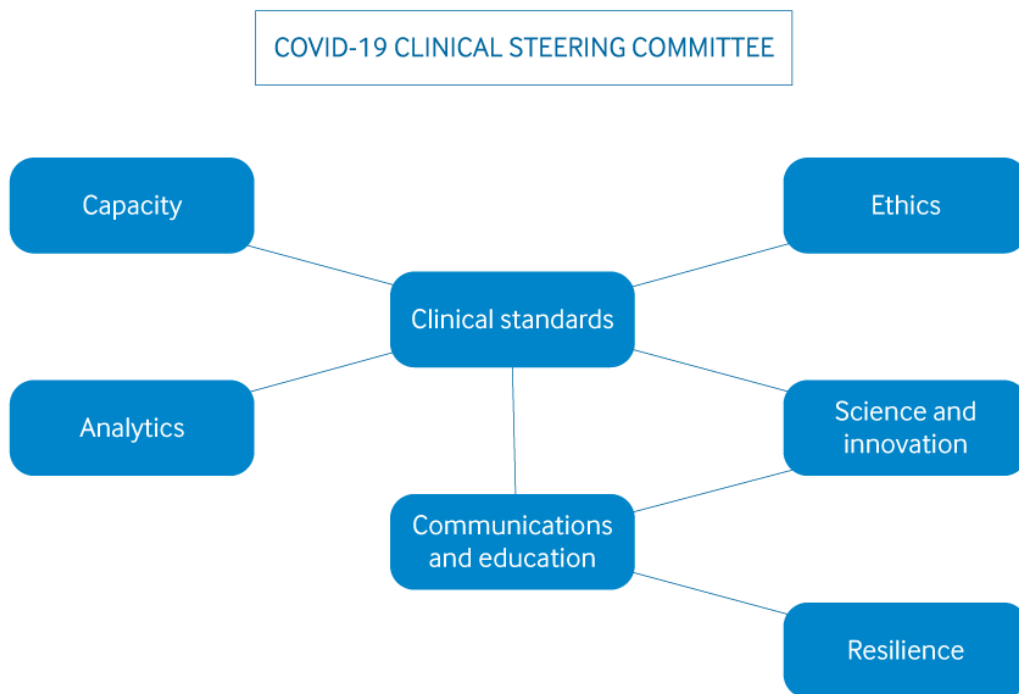 COVID-19 CLINICAL STEERING COMMITTEE
Capacity
Ethics
Clinical standards
Analytics
Science and
innovation
Communications
and education
Resilience